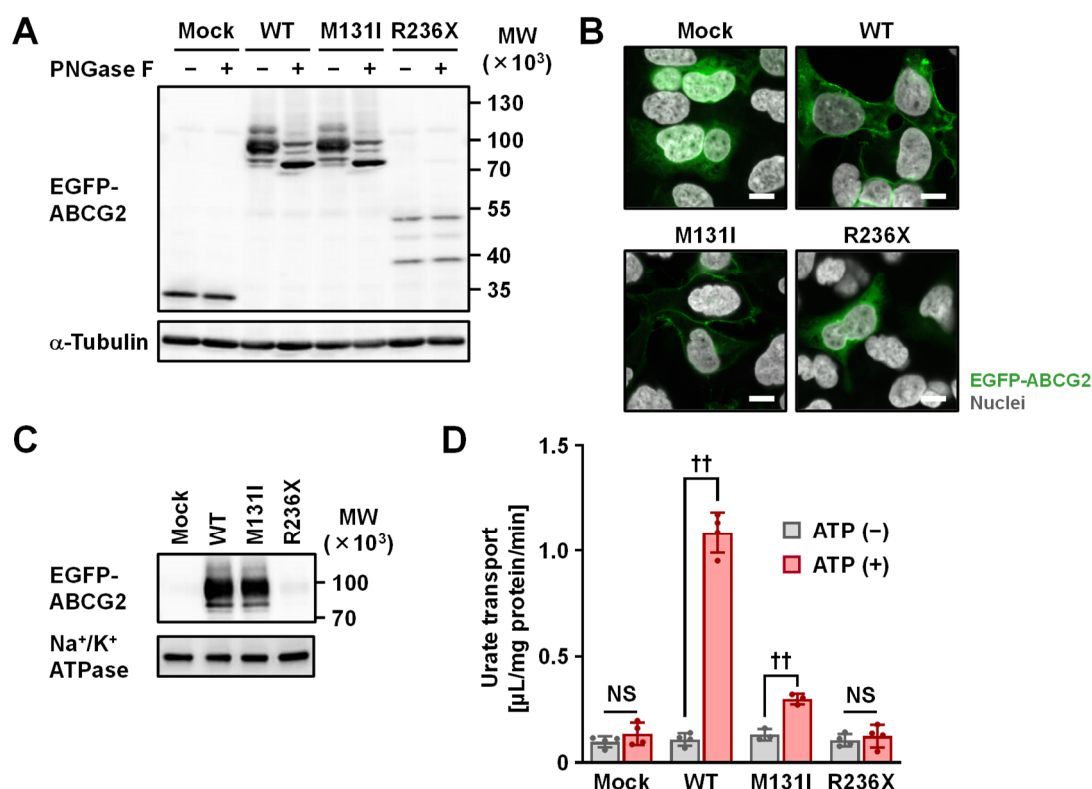 A
Mock WT M131I R236X MW
(×10³)
PNGase F − + − + − + − +
130
100
70
EGFP-
ABCG2
55
40
35
α-Tubulin
B
Mock WT
M131I R236X
EGFP-ABCG2
Nuclei
C
Mock WT M131I R236X MW
(×10³)
EGFP-
ABCG2
100
70
Na⁺/K⁺
ATPase
D
Urate transport
[μL/mg protein/min]
1.5
1.0
0.5
0
NS †† †† NS
ATP (−)
ATP (+)
Mock WT M131I R236X